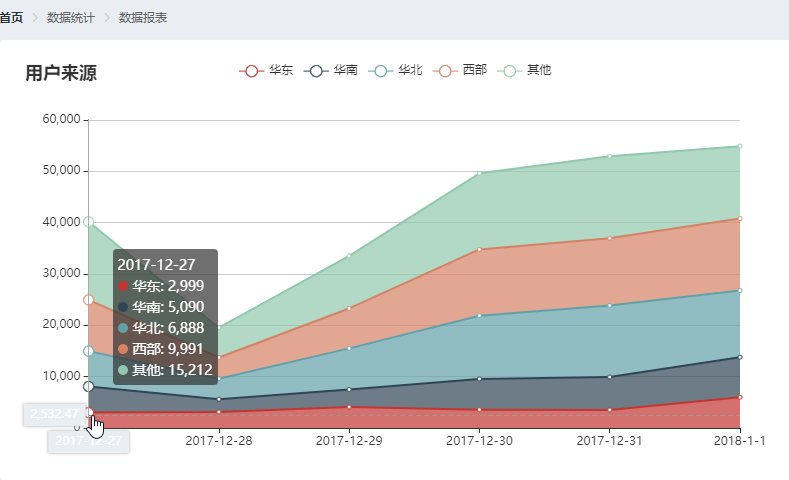 首页 > 数据统计 > 数据报表
用户来源
华东 华南 华北 西部 其他
60,000
50,000
40,000
30,000
20,000
10,000
0
2017-12-27
华东: 2,999
华南: 5,090
华北: 6,888
西部: 9,991
其他: 15,212
2,532.47
2017-12-27 2017-12-28 2017-12-29 2017-12-30 2017-12-31 2018-1-1